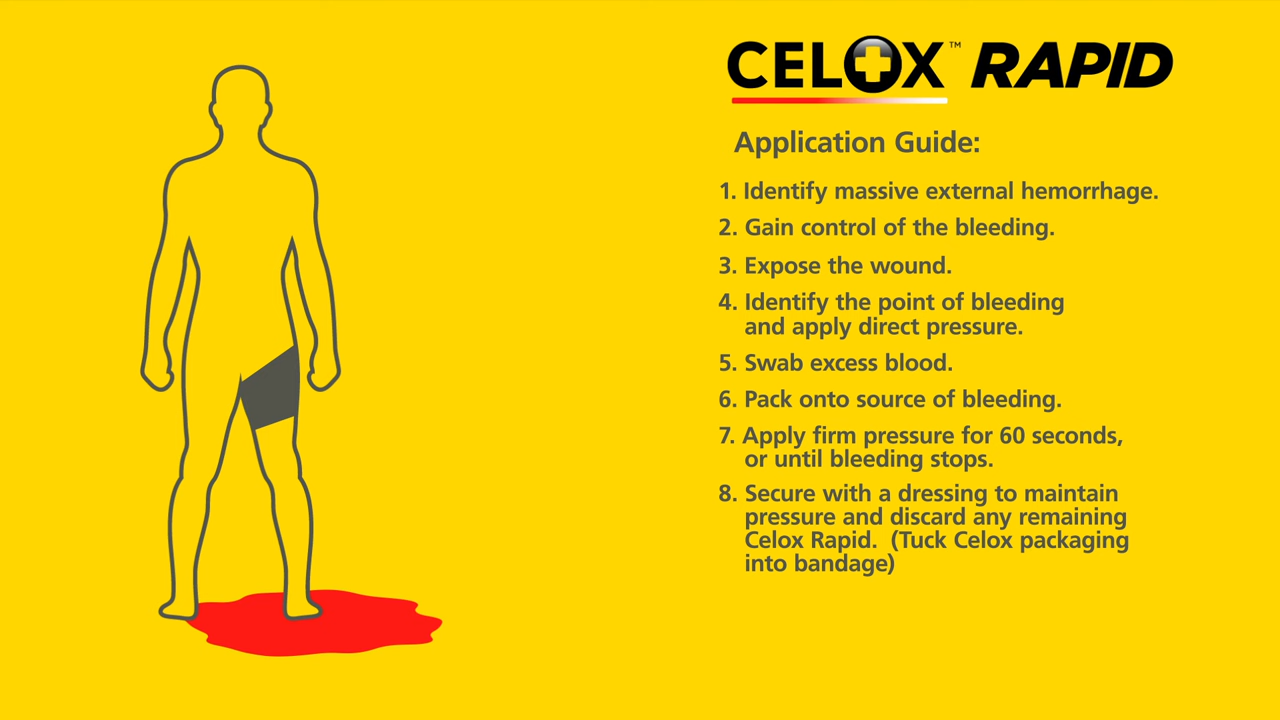 CELOX™ RAPID
Application Guide:
1. Identify massive external hemorrhage.
2. Gain control of the bleeding.
3. Expose the wound.
4. Identify the point of bleeding
and apply direct pressure.
5. Swab excess blood.
6. Pack onto source of bleeding.
7. Apply firm pressure for 60 seconds,
or until bleeding stops.
8. Secure with a dressing to maintain
pressure and discard any remaining
Celox Rapid. (Tuck Celox packaging
into bandage)